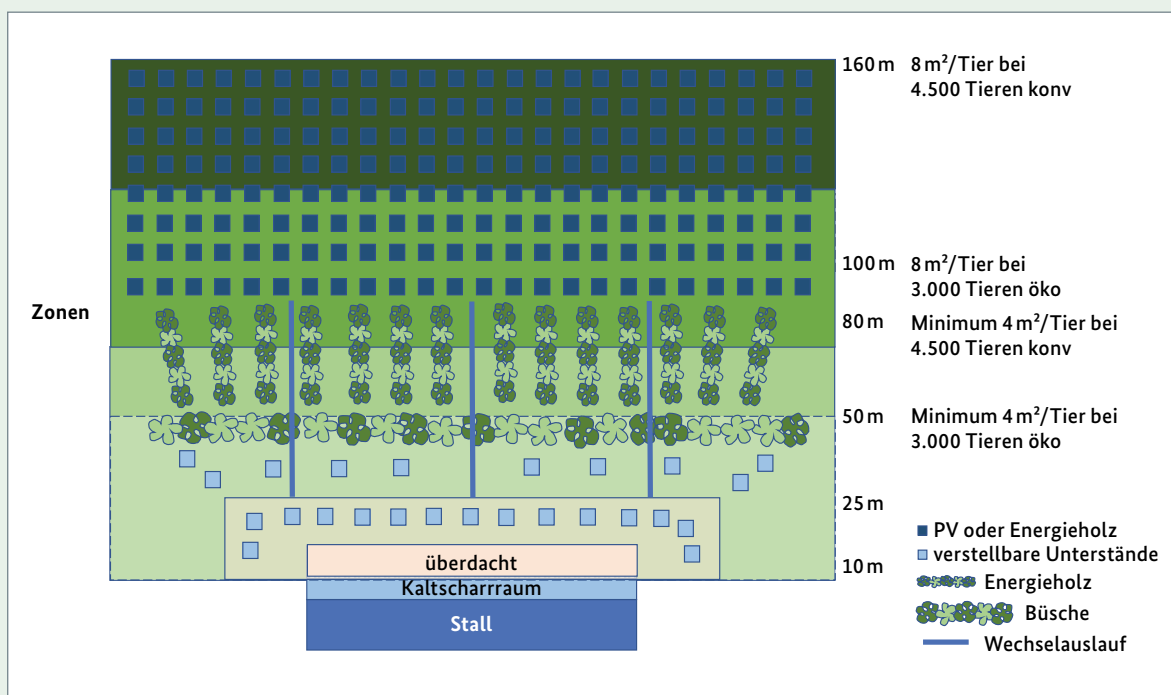 160 m 8 m²/Tier bei
4.500 Tieren konv
100 m 8 m²/Tier bei
3.000 Tieren öko
Zonen
80 m Minimum 4 m²/Tier bei
4.500 Tieren konv
50 m Minimum 4 m²/Tier bei
3.000 Tieren öko
25 m
10 m
überdacht
Kaltscharrraum
Stall
PV oder Energieholz
verstellbare Unterstände
Energieholz
Büsche
Wechselauslauf